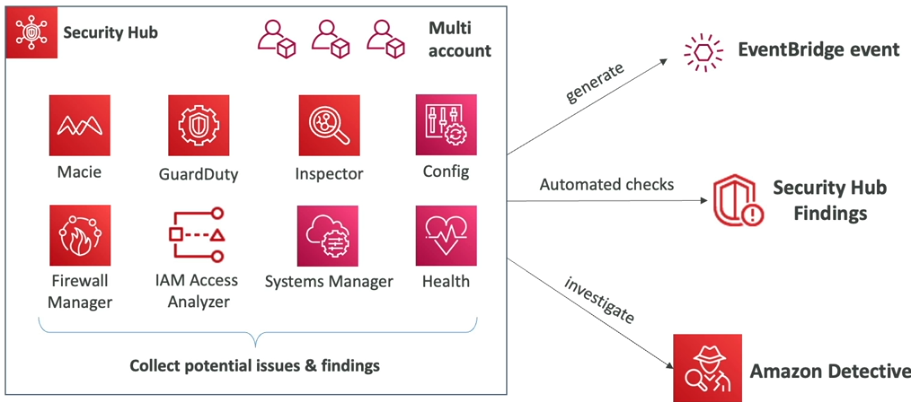 Security Hub
Multi
account
Macie
GuardDuty
Inspector
Config
Firewall
Manager
IAM Access
Analyzer
Systems Manager
Health
Collect potential issues & findings
generate
EventBridge event
Automated checks
Security Hub
Findings
investigate
Amazon Detective